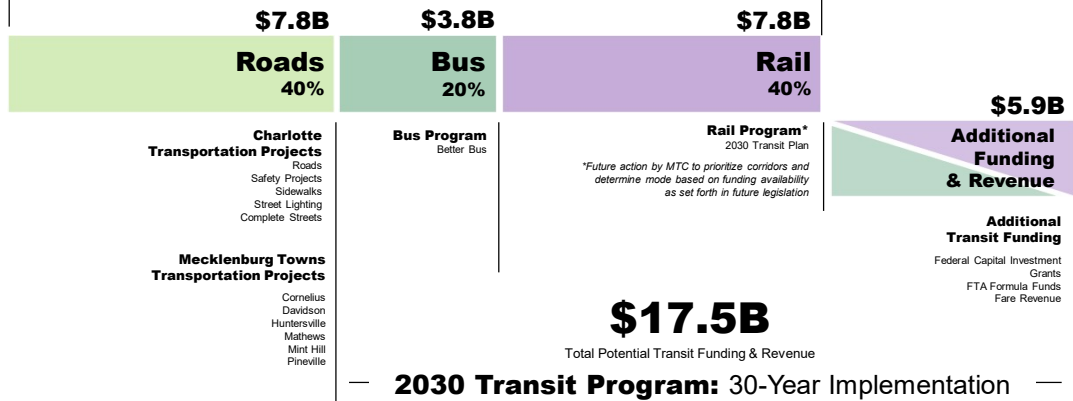 $7.8B
$3.8B
$7.8B
Roads
40%
Bus
20%
Rail
40%
$5.9B
Additional
Funding
& Revenue
Charlotte
Transportation Projects
Roads
Safety Projects
Sidewalks
Street Lighting
Complete Streets
Mecklenburg Towns
Transportation Projects
Cornelius
Davidson
Huntersville
Mathews
Mint Hill
Pineville
Bus Program
Better Bus
Rail Program*
2030 Transit Plan
*Future action by MTC to prioritize corridors and
determine mode based on funding availability
as set forth in future legislation
Additional
Transit Funding
Federal Capital Investment
Grants
FTA Formula Funds
Fare Revenue
$17.5B
Total Potential Transit Funding & Revenue
2030 Transit Program: 30-Year Implementation